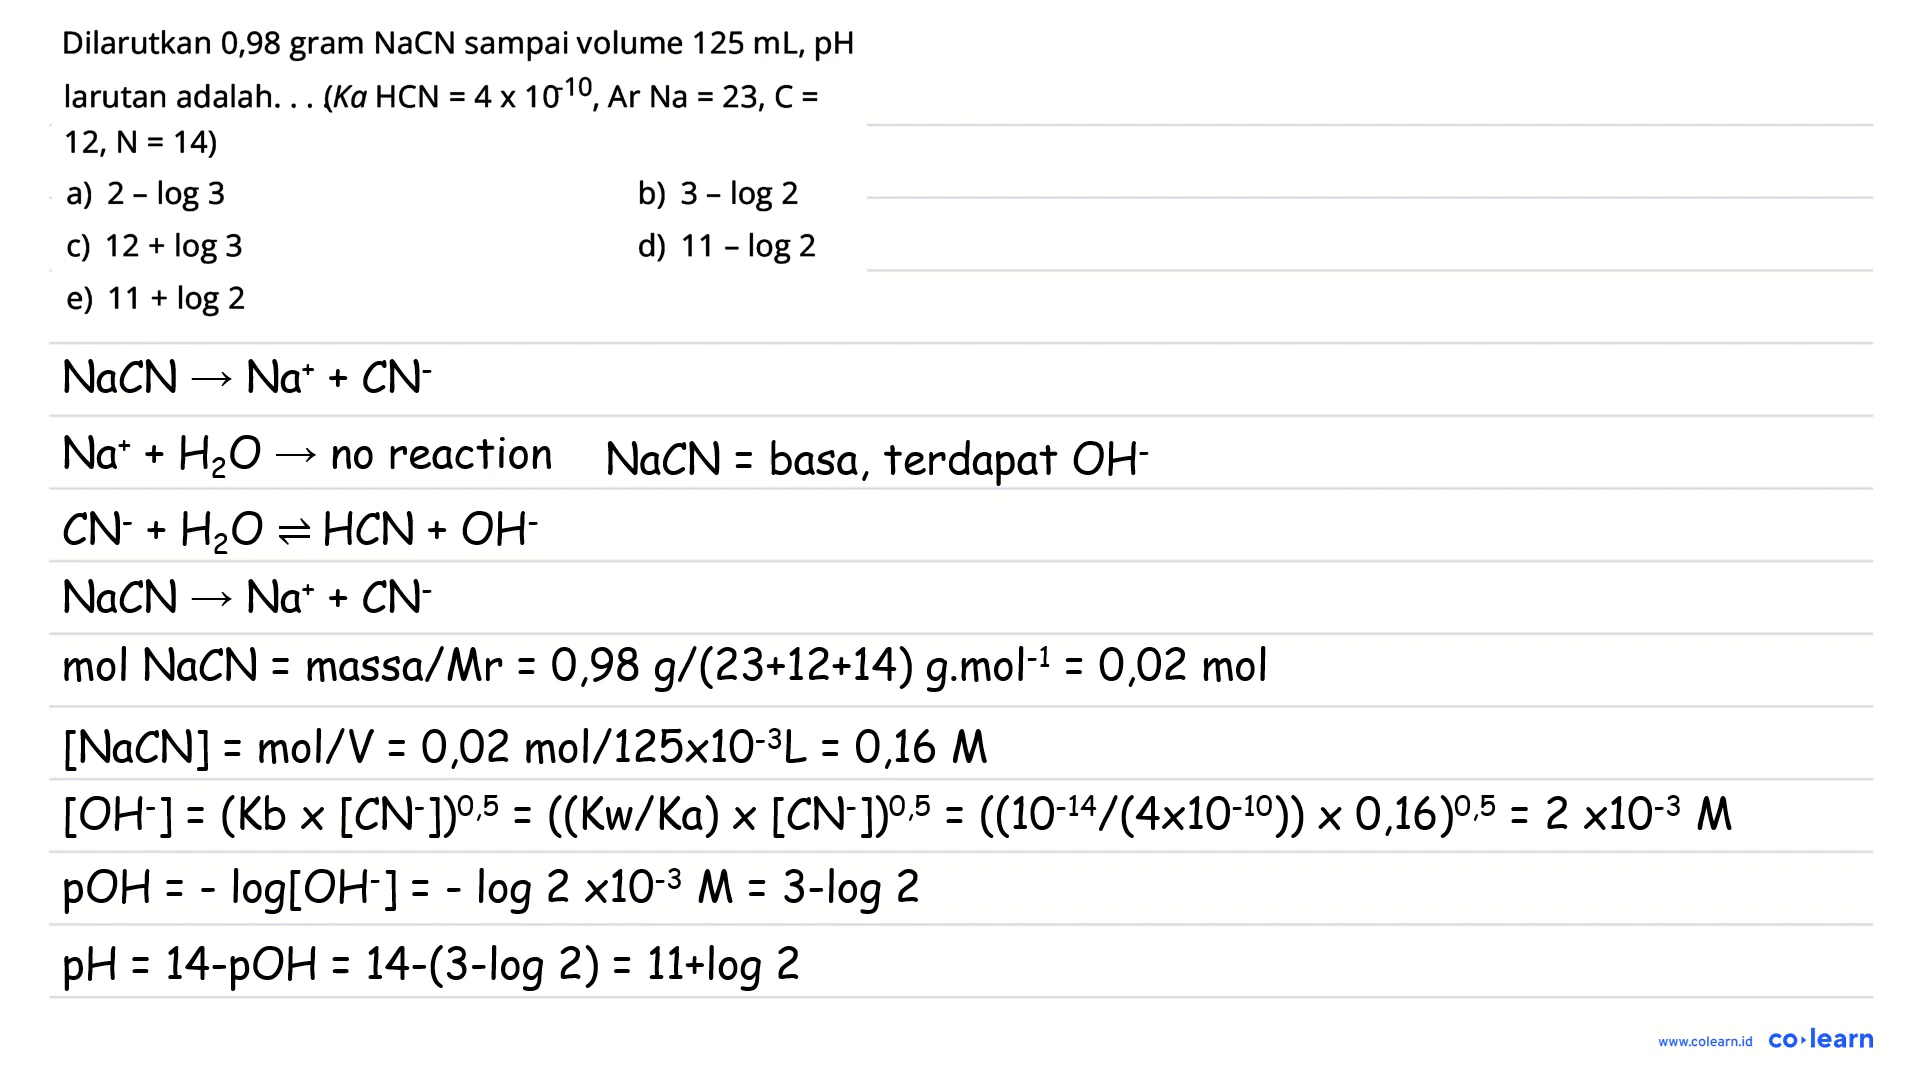 Dilarutkan 0,98 gram NaCN sampai volume 125 mL, pH
larutan adalah. . . (Ka HCN = 4 x 10⁻¹⁰, Ar Na = 23, C =
12, N = 14)
a) 2 – log 3 b) 3 – log 2
c) 12 + log 3 d) 11 – log 2
e) 11 + log 2
NaCN → Na⁺ + CN⁻
Na⁺ + H₂O → no reaction NaCN = basa, terdapat OH⁻
CN⁻ + H₂O ⇌ HCN + OH⁻
NaCN → Na⁺ + CN⁻
mol NaCN = massa/Mr = 0,98 g/(23+12+14) g.mol⁻¹ = 0,02 mol
[NaCN] = mol/V = 0,02 mol/125x10⁻³L = 0,16 M
[OH⁻] = (Kb x [CN⁻])^0,5 = ((Kw/Ka) x [CN⁻])^0,5 = ((10⁻¹⁴/(4x10⁻¹⁰)) x 0,16)^0,5 = 2 x10⁻³ M
pOH = - log[OH⁻] = - log 2 x10⁻³ M = 3-log 2
pH = 14-pOH = 14-(3-log 2) = 11+log 2
www.colearn.id co▸learn